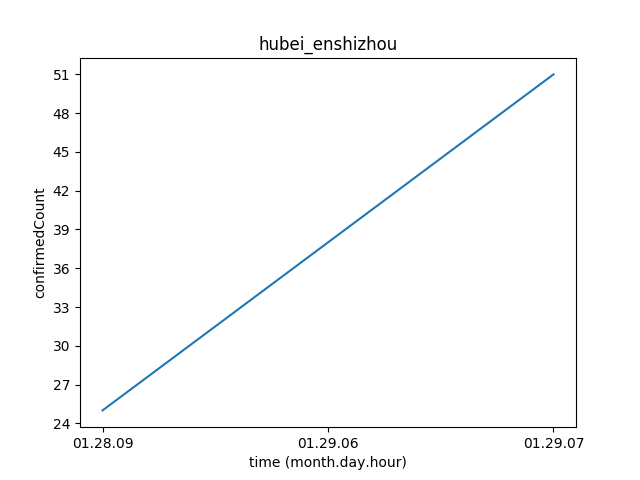 hubei_enshizhou
confirmedCount
51
48
45
42
39
36
33
30
27
24
01.28.09 01.29.06 01.29.07
time (month.day.hour)